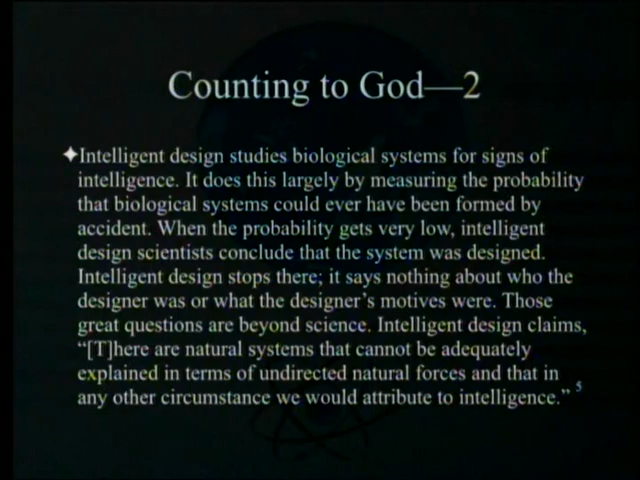 Counting to God—2
✦Intelligent design studies biological systems for signs of
intelligence. It does this largely by measuring the probability
that biological systems could ever have been formed by
accident. When the probability gets very low, intelligent
design scientists conclude that the system was designed.
Intelligent design stops there; it says nothing about who the
designer was or what the designer’s motives were. Those
great questions are beyond science. Intelligent design claims,
“[T]here are natural systems that cannot be adequately
explained in terms of undirected natural forces and that in
any other circumstance we would attribute to intelligence.” 5